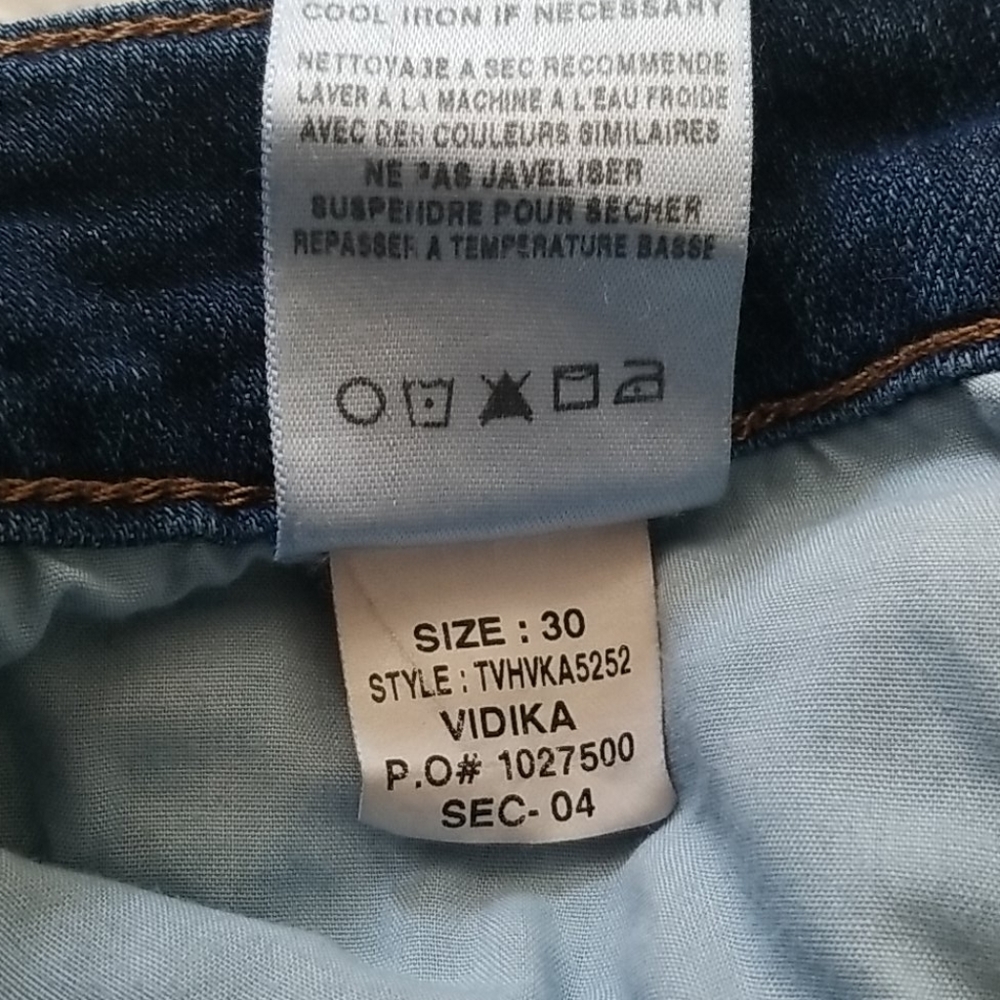 COOL IRON IF NECESSARY
NETTOYAGE A SEC RECOMMENDE
LAVER A LA MACHINE A L'EAU FROIDE
AVEC DES COULEURS SIMILAIRES
NE PAS JAVELISER
SUSPENDRE POUR SECHER
REPASSER A TEMPERATURE BASSE
SIZE : 30
STYLE : TVHVKA5252
VIDIKA
P.O# 1027500
SEC- 04